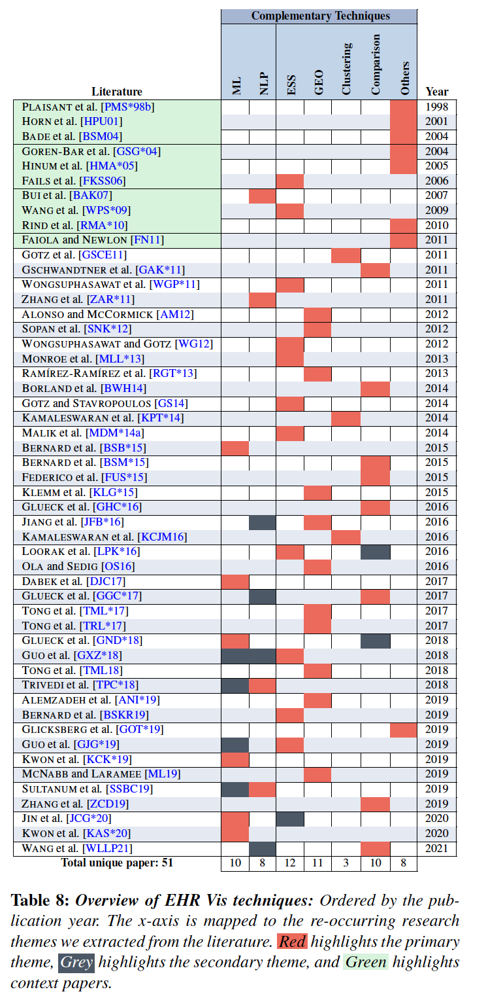 Complementary Techniques
Literature ML NLP ESS GEO Clustering Comparison Others Year
PLAISANT et al. [PMS*98b] 1998
HORN et al. [HPU01] 2001
BADE et al. [BSM04] 2004
GOREN-BAR et al. [GSG*04] 2004
HINUM et al. [HMA*05] 2005
FAILS et al. [FKSS06] 2006
BUI et al. [BAK07] 2007
WANG et al. [WPS*09] 2009
RIND et al. [RMA*10] 2010
FAIOLA and NEWLON [FN11] 2011
GOTZ et al. [GSCE11] 2011
GSCHWANDTNER et al. [GAK*11] 2011
WONGSUPHASAWAT et al. [WGP*11] 2011
ZHANG et al. [ZAR*11] 2011
ALONSO and MCCORMICK [AM12] 2012
SOPAN et al. [SNK*12] 2012
WONGSUPHASAWAT and GOTZ [WG12] 2012
MONROE et al. [MLL*13] 2013
RAMÍREZ-RAMÍREZ et al. [RGT*13] 2013
BORLAND et al. [BWH14] 2014
GOTZ and STAVROPOULOS [GS14] 2014
KAMALESWARAN et al. [KPT*14] 2014
MALIK et al. [MDM*14a] 2014
BERNARD et al. [BSB*15] 2015
BERNARD et al. [BSM*15] 2015
FEDERICO et al. [FUS*15] 2015
KLEMM et al. [KLG*15] 2015
GLUECK et al. [GHC*16] 2016
JIANG et al. [JFB*16] 2016
KAMALESWARAN et al. [KCJM16] 2016
LOORAK et al. [LPK*16] 2016
OLA and SEDIG [OS16] 2016
DABEK et al. [DJC17] 2017
GLUECK et al. [GGC*17] 2017
TONG et al. [TML*17] 2017
TONG et al. [TRL*17] 2017
GLUECK et al. [GND*18] 2018
GUO et al. [GXZ*18] 2018
TONG et al. [TML18] 2018
TRIVEDI et al. [TPC*18] 2018
ALEMZADEH et al. [ANI*19] 2019
BERNARD et al. [BSKR19] 2019
GLICKSBERG et al. [GOT*19] 2019
GUO et al. [GJG*19] 2019
KWON et al. [KCK*19] 2019
MCNABB and LARAMEE [ML19] 2019
SULTANUM et al. [SSBC19] 2019
ZHANG et al. [ZCD19] 2019
JIN et al. [JCG*20] 2020
KWON et al. [KAS*20] 2020
WANG et al. [WLLP21] 2021
Total unique paper: 51 10 8 12 11 3 10 8
Table 8: Overview of EHR Vis techniques: Ordered by the pub-
lication year. The x-axis is mapped to the re-occurring research
themes we extracted from the literature. Red highlights the primary
theme, Grey highlights the secondary theme, and Green highlights
context papers.